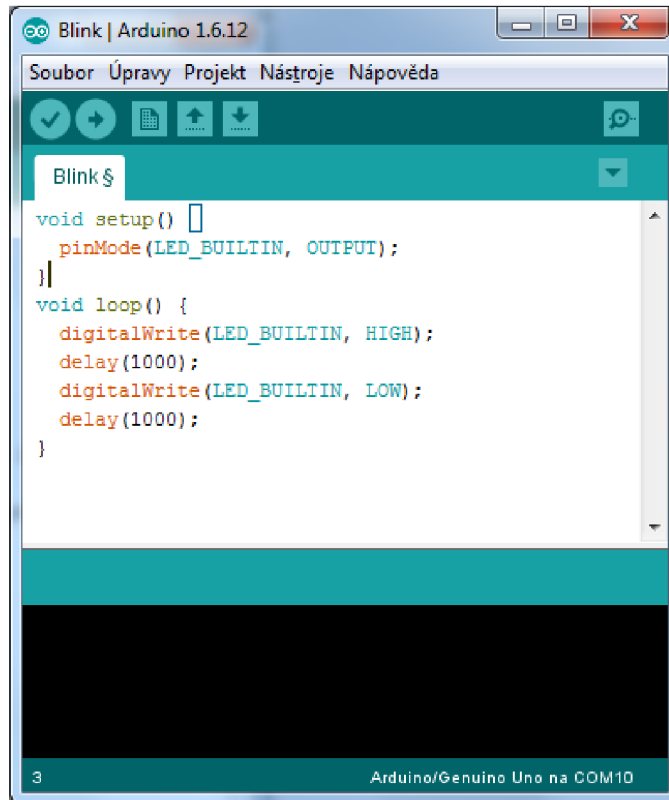 Blink | Arduino 1.6.12
Soubor Úpravy Projekt Nástroje Nápověda
Blink §
void setup() {
  pinMode(LED_BUILTIN, OUTPUT);
}
void loop() {
  digitalWrite(LED_BUILTIN, HIGH);
  delay(1000);
  digitalWrite(LED_BUILTIN, LOW);
  delay(1000);
}
3 Arduino/Genuino Uno na COM10